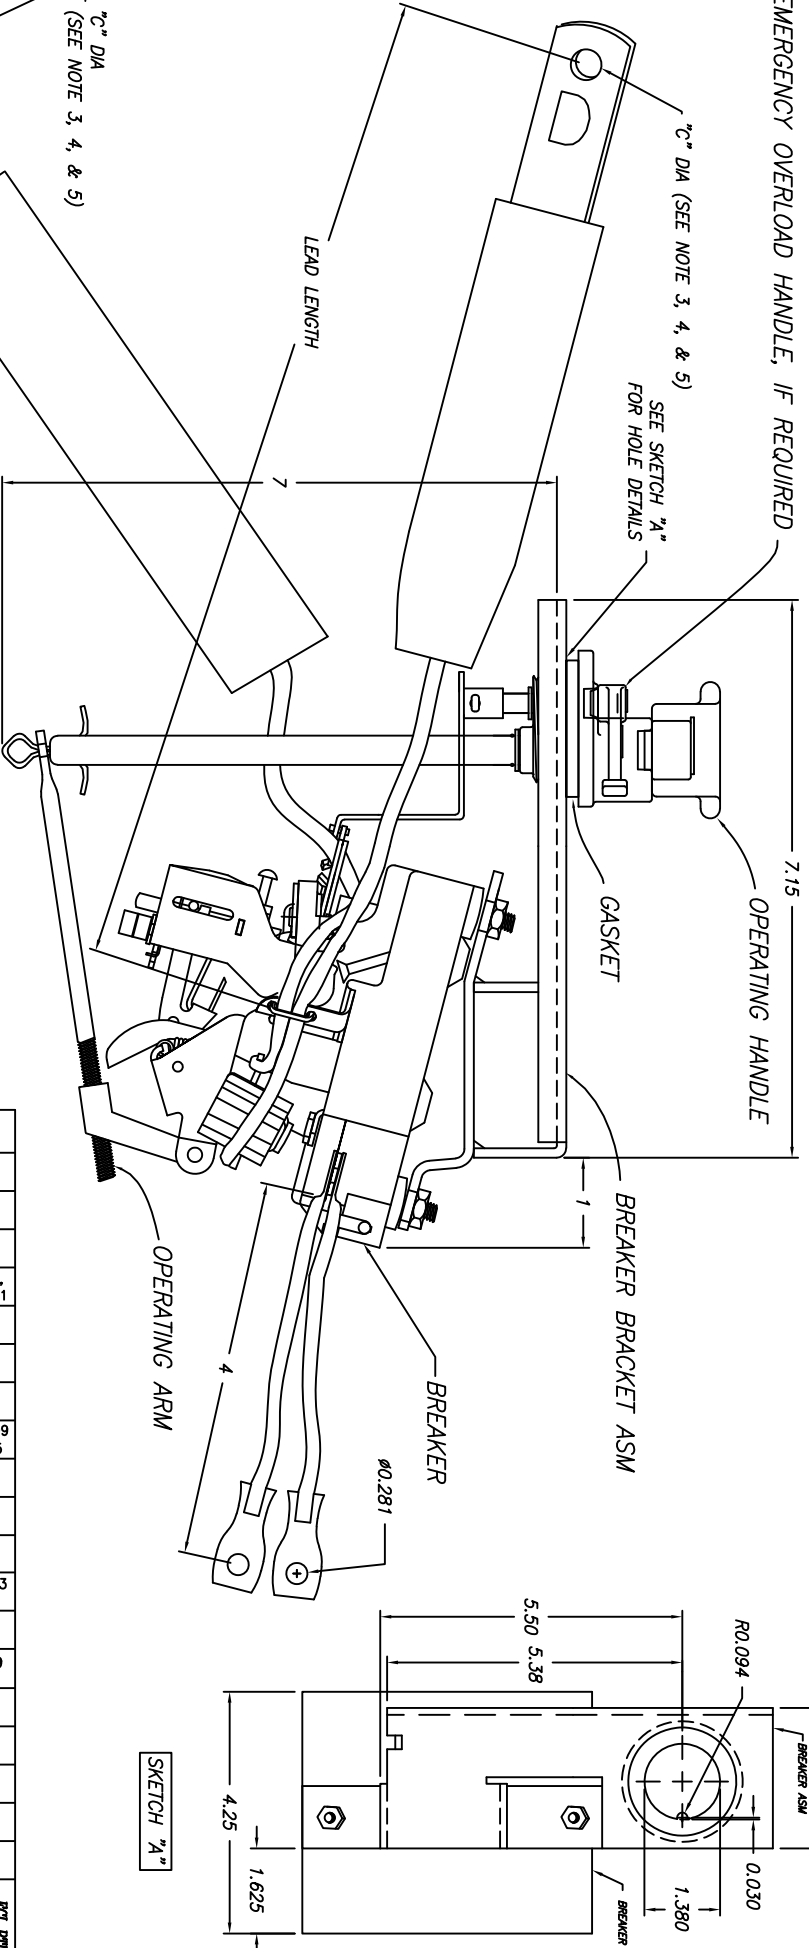 EMERGENCY OVERLOAD HANDLE, IF REQUIRED
"C" DIA (SEE NOTE 3, 4, & 5)
"C" DIA
(SEE NOTE 3, 4, & 5)
LEAD LENGTH
SEE SKETCH "A"
FOR HOLE DETAILS
7
7.15
OPERATING HANDLE
GASKET
BREAKER BRACKET ASM
1
BREAKER
OPERATING ARM
4
Ø0.281
5.50
5.38
R0.094
BREAKER ASM
0.030
1.380
BREAKER
4.25
1.625
SKETCH "A"